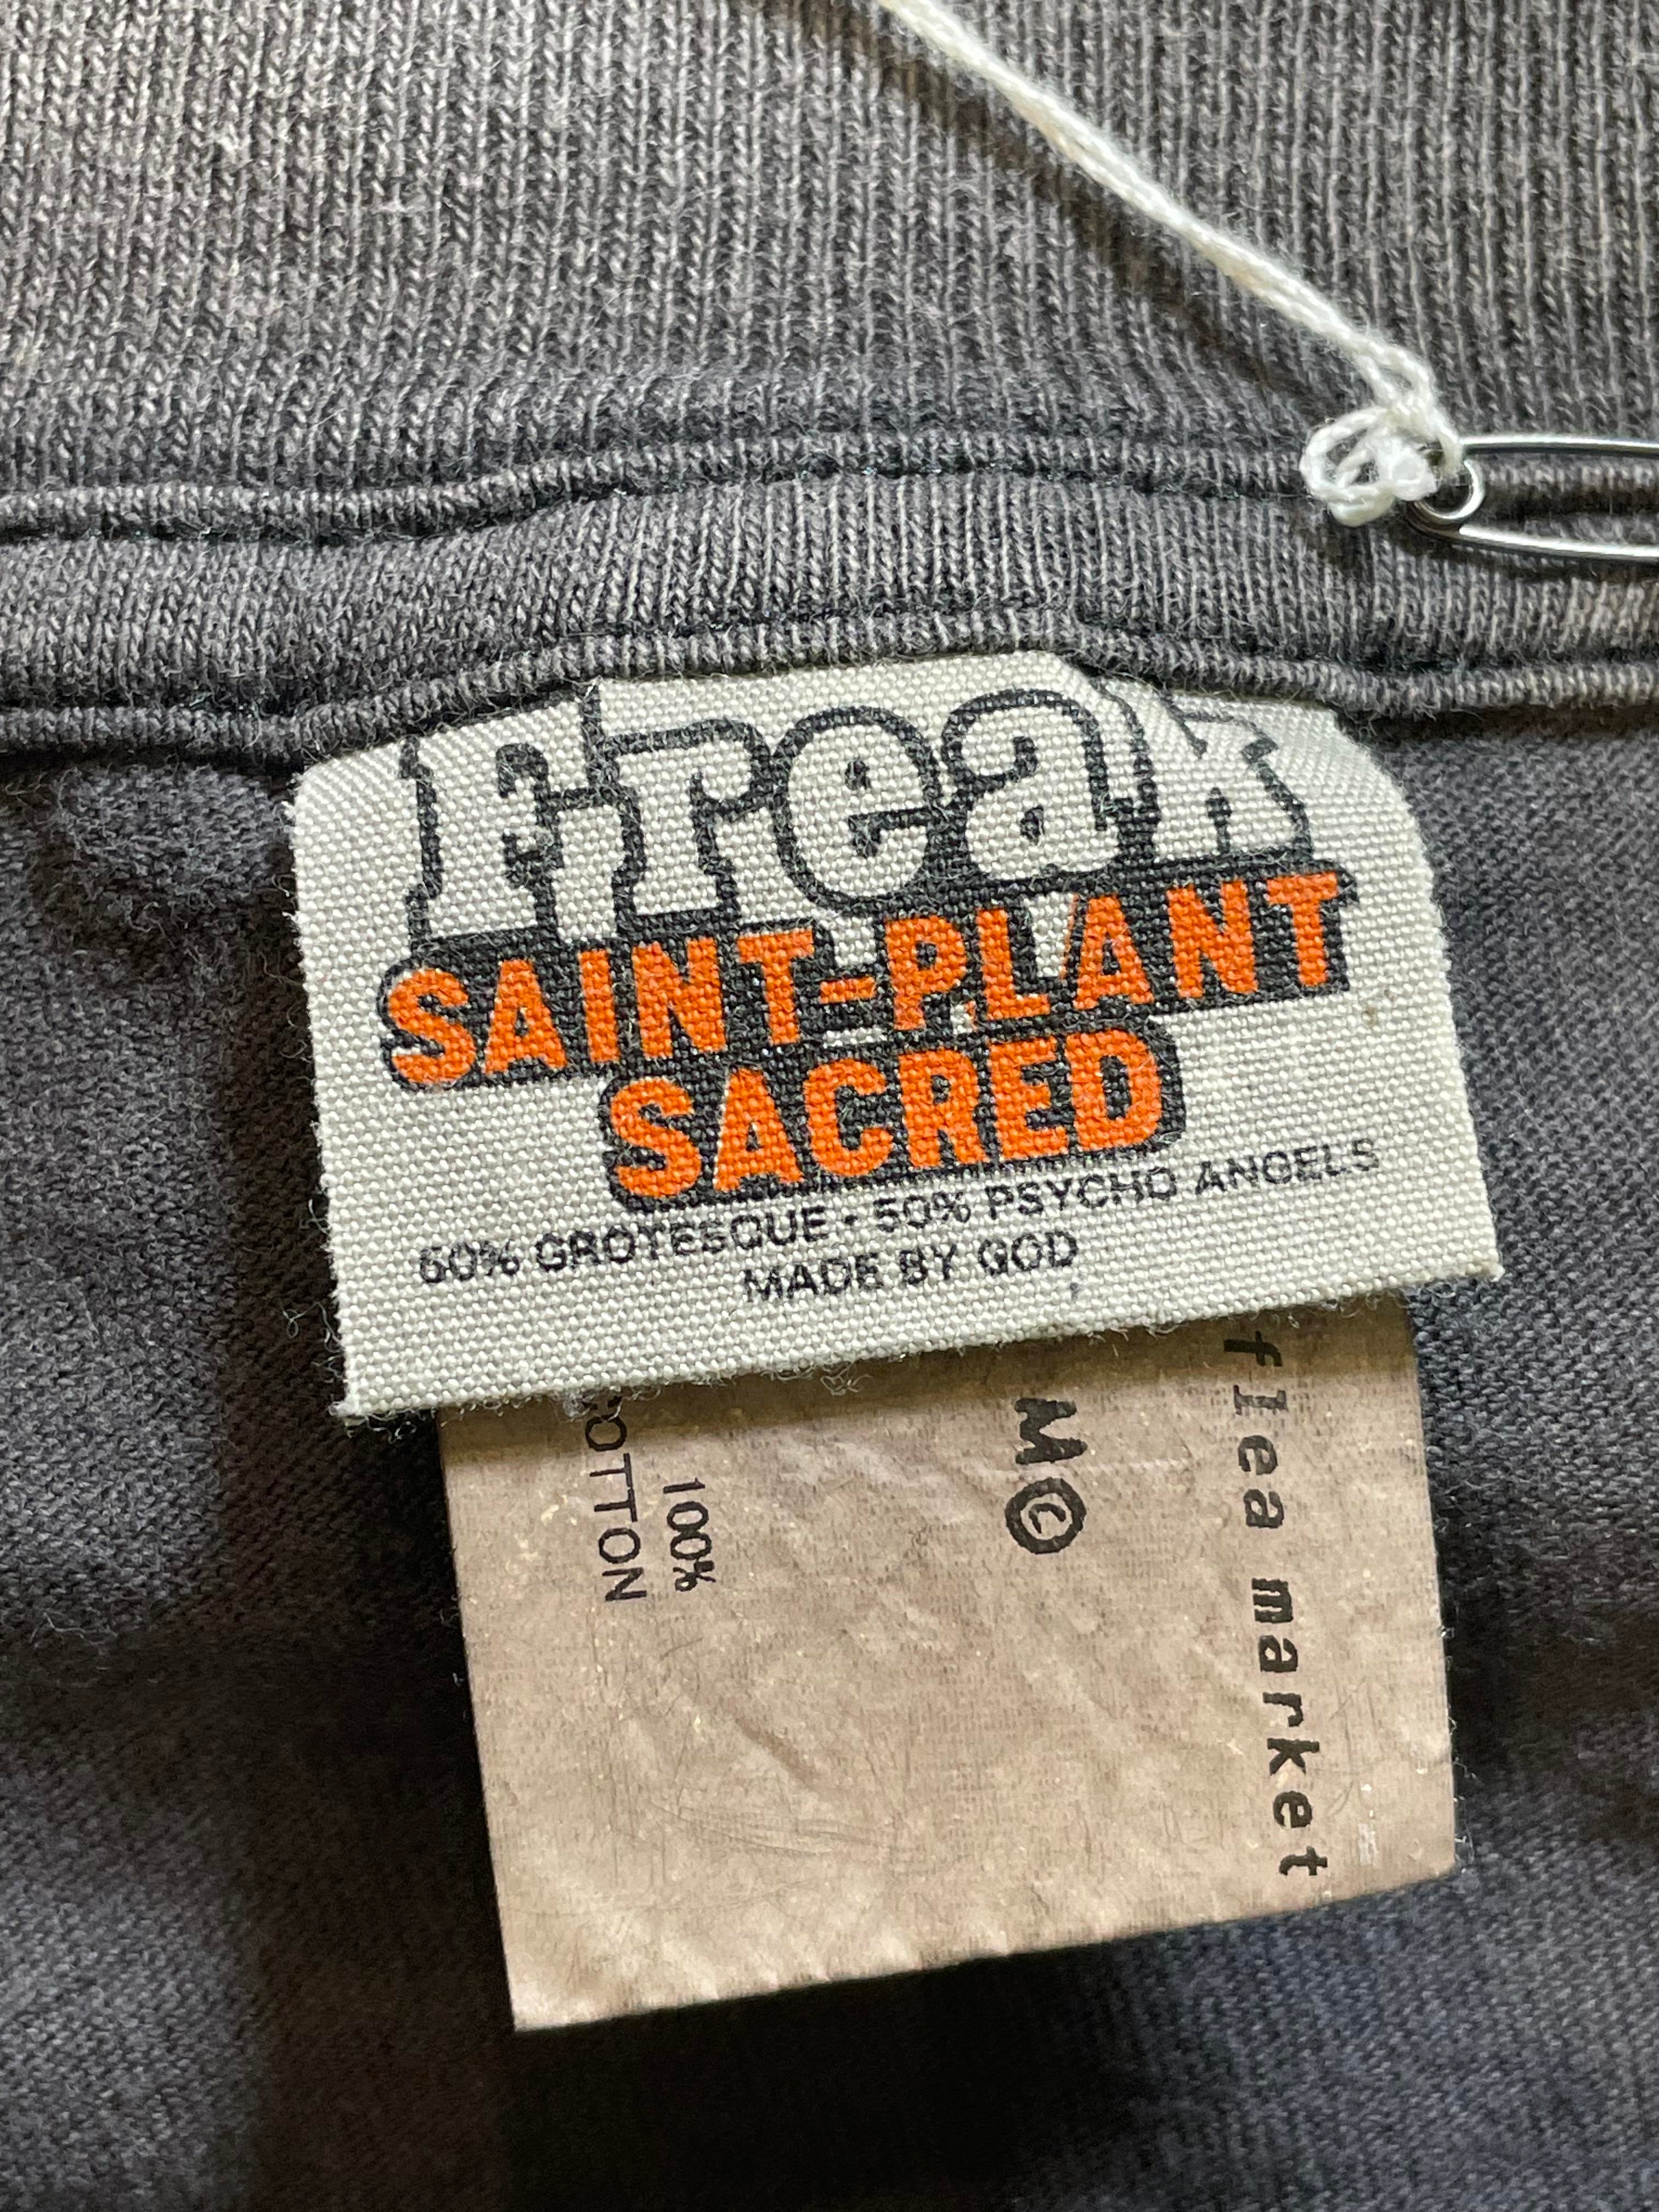 Freak
SAINT=PLANT
SACRED
50% GROTESQUE · 50% PSYCHO ANGELS
MADE BY GOD
flea market
M©
100%
COTTON